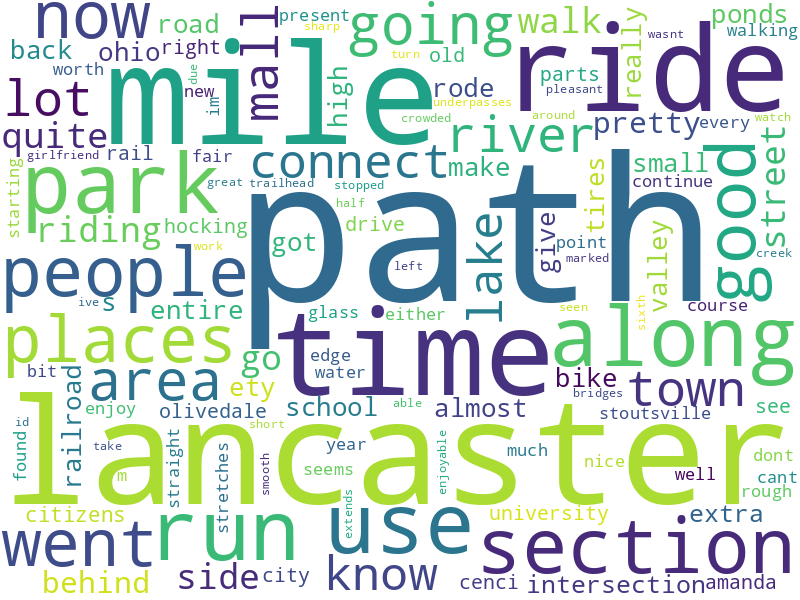 now
road
present
sharp
going
walk
really
wasnt
ponds
walking
back
ohio
right
mall
turn
old
ride
worth
due
mile
high
parts
pleasant
lot
new
im
rode
underpasses
quite
crowded
around
pretty
every
watch
girlfriend
rail
fair
connect
river
make
tires
small
good
street
starting
park
great
trailhead
stopped
path
continue
riding
hocking
half
got
drive
lake
give
point
valley
work
left
marked
creek
people
ive
s
entire
glass
either
seen
sixth
course
places
go
edge
time
along
bit
area
ety
water
bike
town
railroad
enjoy
olivedale
school
able
almost
bridges
stoutsville
see
found
id
lancaster
short
straight
stretches
year
enjoyable
much
nice
dont
take
m
smooth
seems
well
cant
rough
citizens
run
extends
use
university
extra
went
section
behind
side
city
know
cenci
intersection
amanda